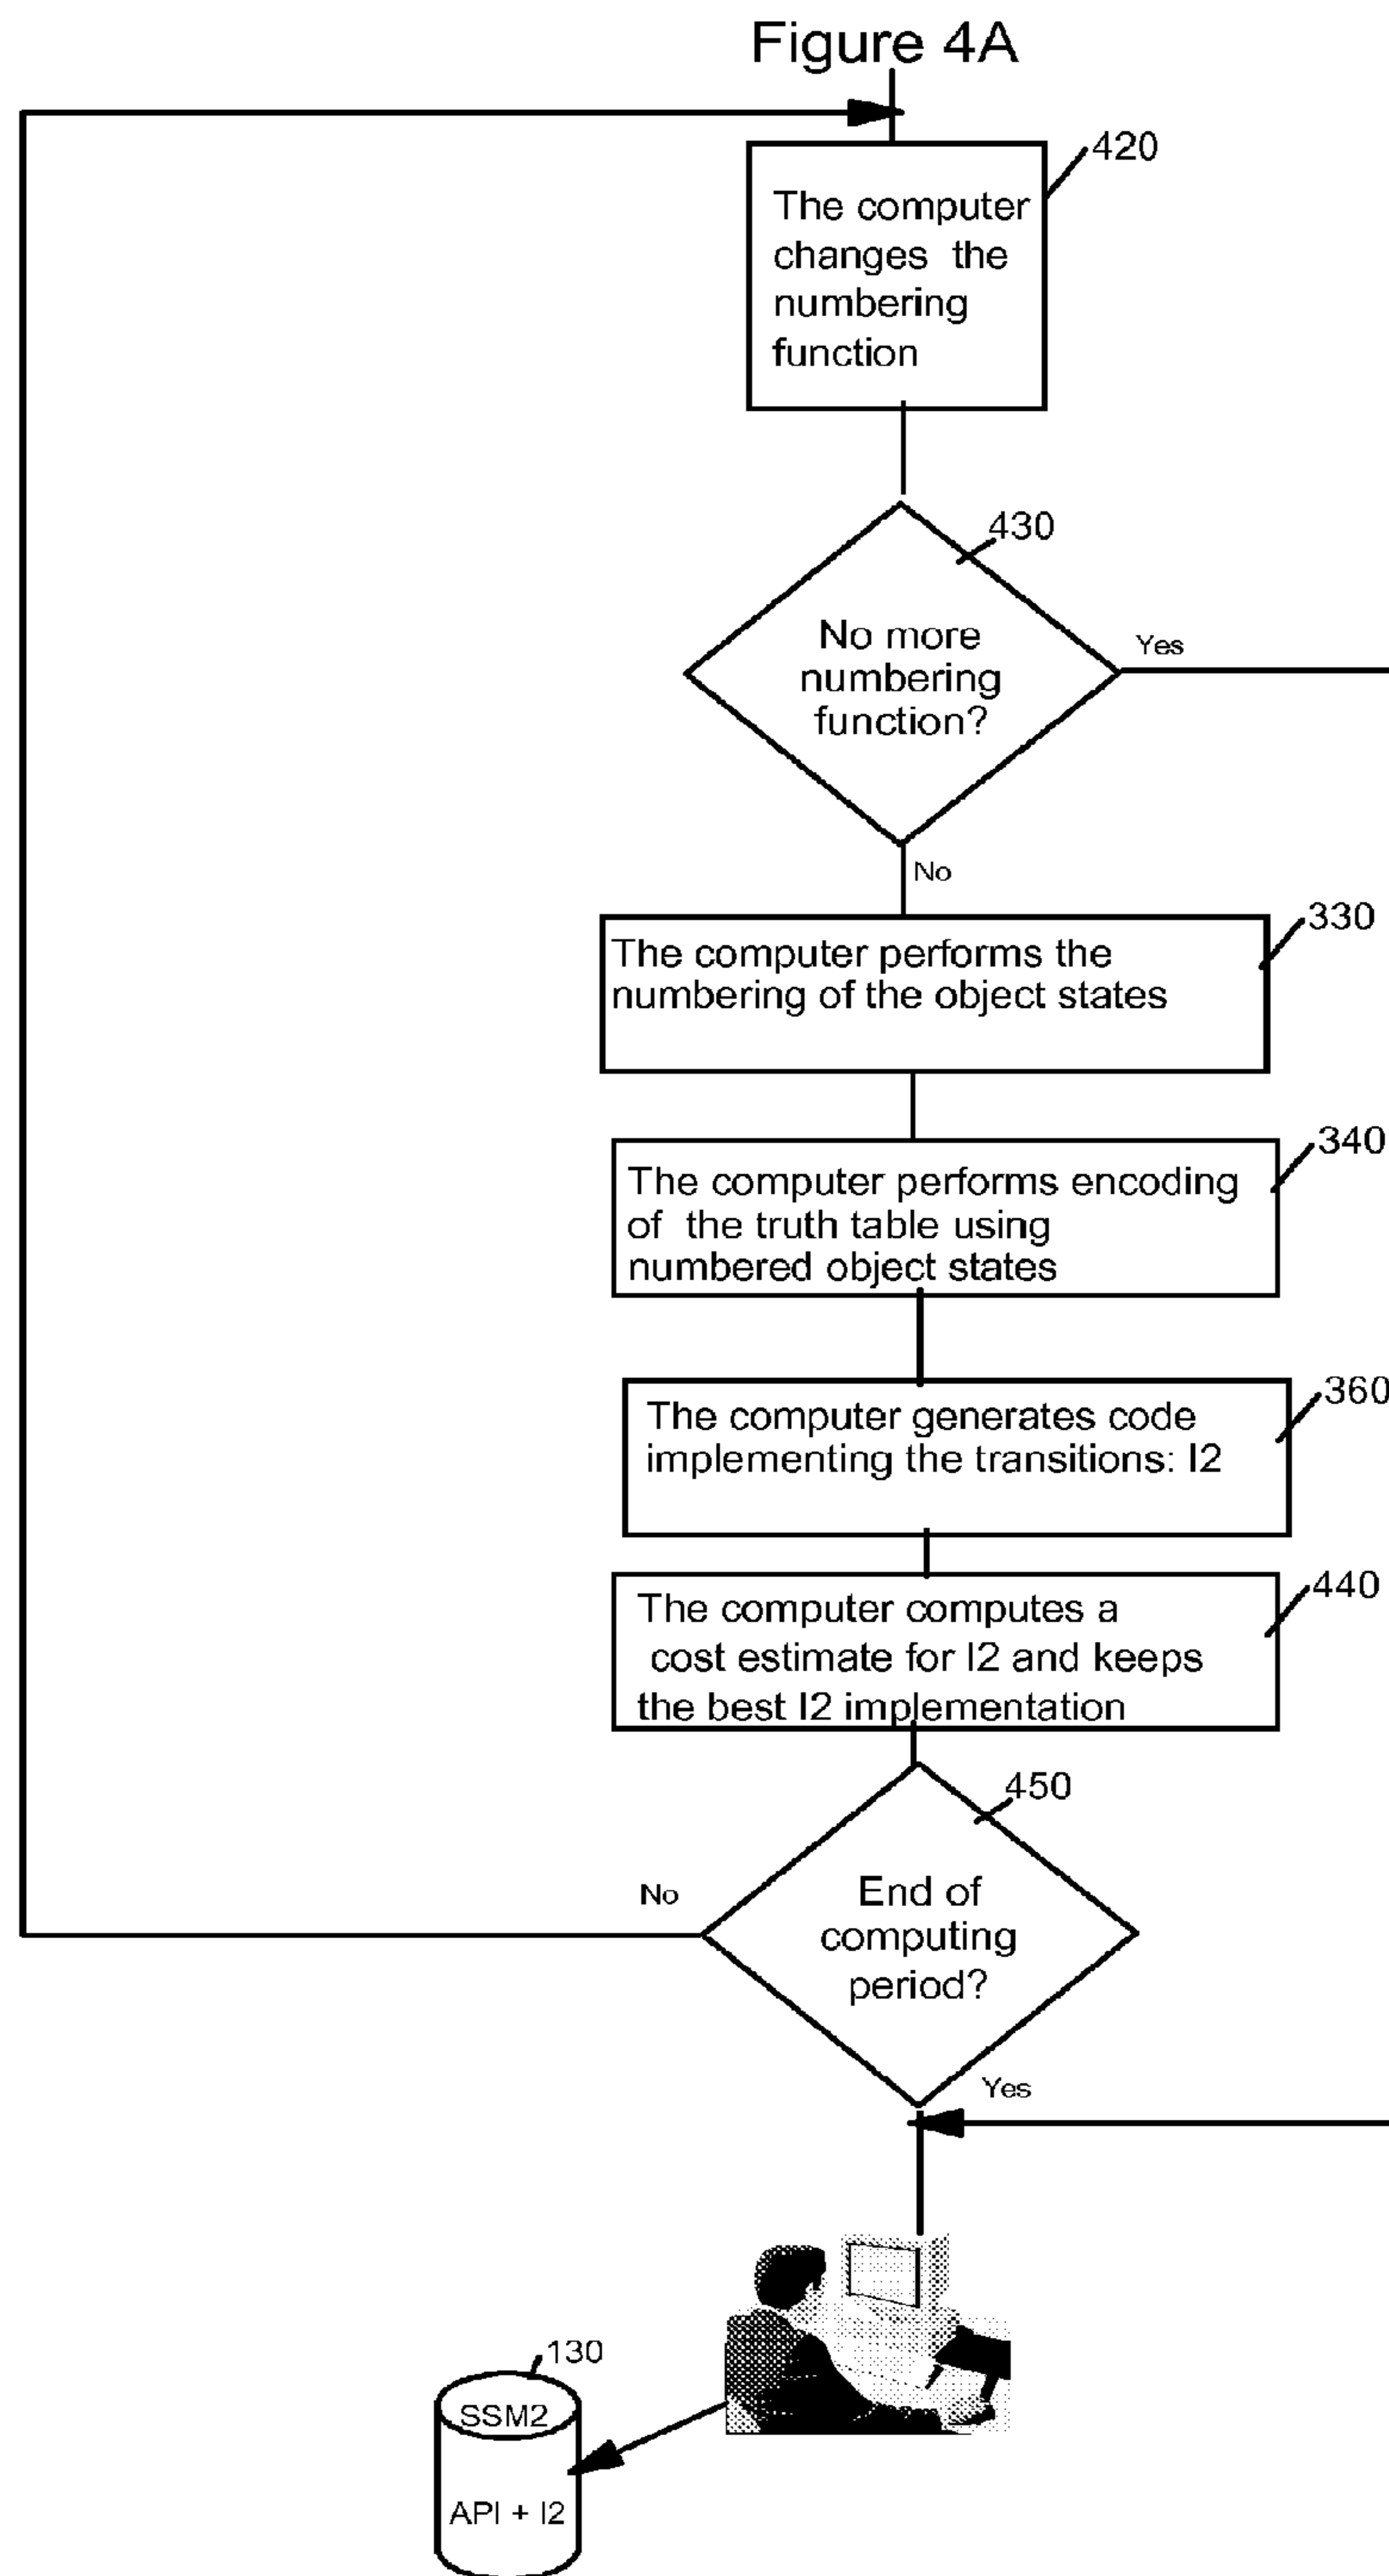 Figure 4A
420
The computer
changes the
numbering
function
430
No more
numbering
function?
Yes
No
330
The computer performs the
numbering of the object states
340
The computer performs encoding
of the truth table using
numbered object states
360
The computer generates code
implementing the transitions: I2
440
The computer computes a
cost estimate for I2 and keeps
the best I2 implementation
450
End of
computing
period?
No
Yes
130
SSM2
API + I2